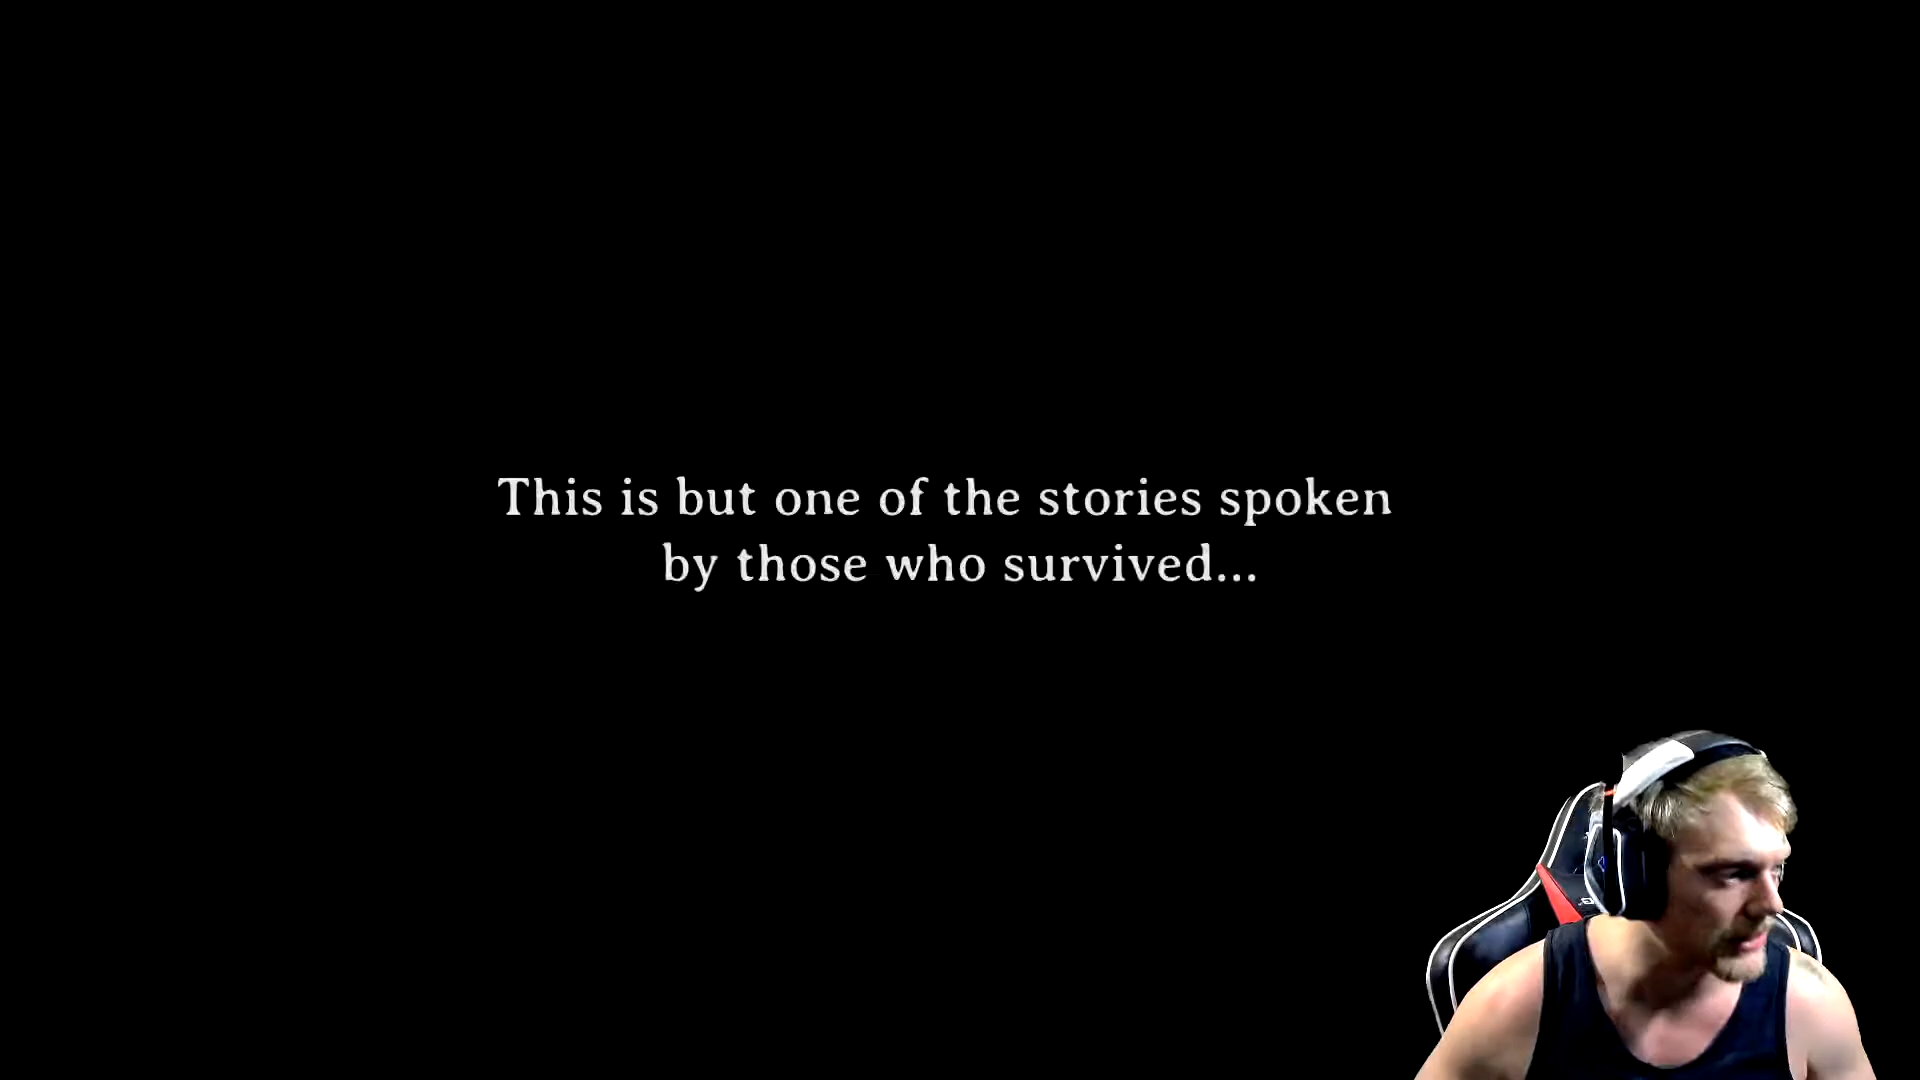 This is but one of the stories spoken
by those who survived...